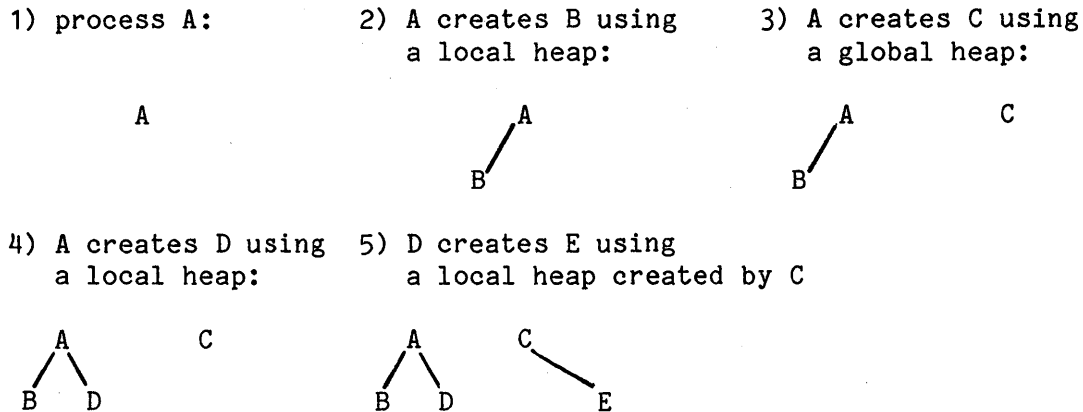 1) process A:
A
2) A creates B using
a local heap:
A
B
3) A creates C using
a global heap:
A C
B
4) A creates D using
a local heap:
A C
B D
5) D creates E using
a local heap created by C
A C
B D E